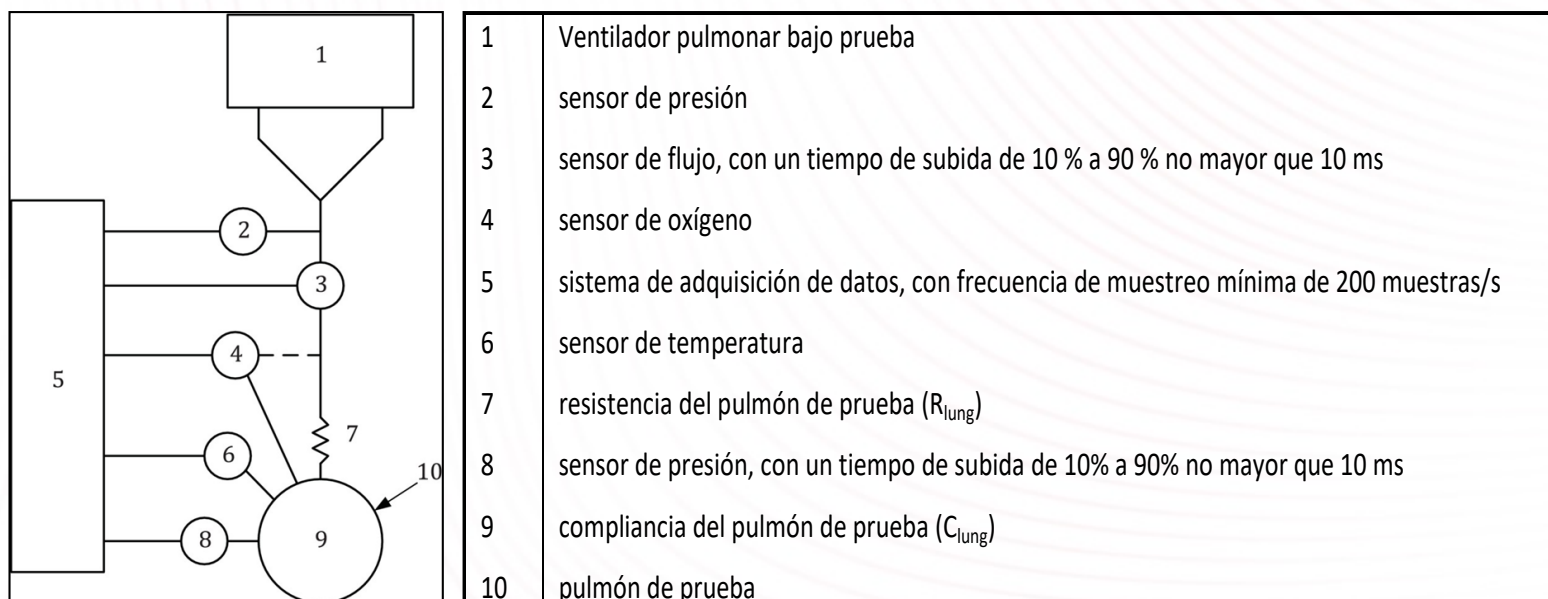 1
2
3
4
5
6
7
10
8
9
1 Ventilador pulmonar bajo prueba
2 sensor de presión
3 sensor de flujo, con un tiempo de subida de 10 % a 90 % no mayor que 10 ms
4 sensor de oxígeno
5 sistema de adquisición de datos, con frecuencia de muestreo mínima de 200 muestras/s
6 sensor de temperatura
7 resistencia del pulmón de prueba (Rlung)
8 sensor de presión, con un tiempo de subida de 10% a 90% no mayor que 10 ms
9 compliancia del pulmón de prueba (Clung)
10 pulmón de prueba